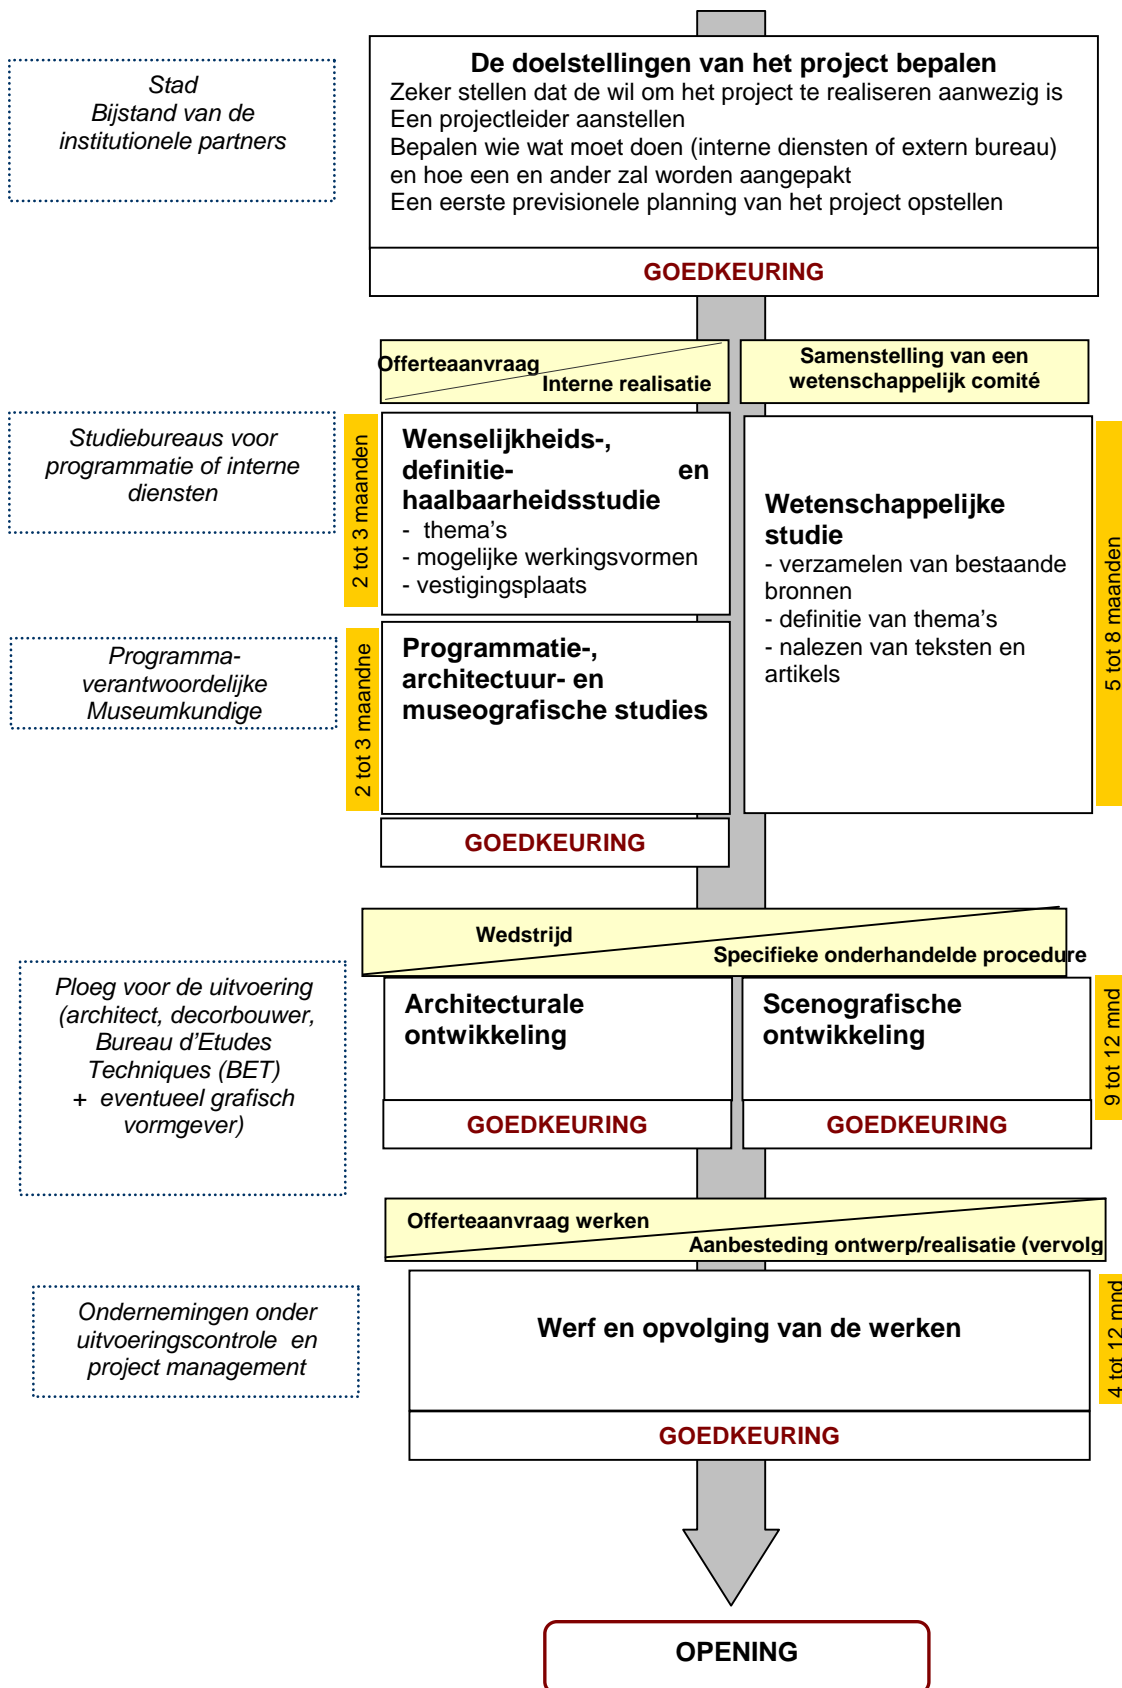 Stad
Bijstand van de
institutionele partners
De doelstellingen van het project bepalen
Zeker stellen dat de wil om het project te realiseren aanwezig is
Een projectleider aanstellen
Bepalen wie wat moet doen (interne diensten of extern bureau)
en hoe een en ander zal worden aangepakt
Een eerste previsionele planning van het project opstellen
GOEDKEURING
Offerteaanvraag
Interne realisatie
Samenstelling van een
wetenschappelijk comité
Studiebureaus voor
programmatie of interne
diensten
2 tot 3 maanden
Wenselijkheids-,
definitie- en
haalbaarheidsstudie
- thema's
- mogelijke werkingsvormen
- vestigingsplaats
Wetenschappelijke
studie
- verzamelen van bestaande
bronnen
- definitie van thema's
- nalezen van teksten en
artikels
5 tot 8 maanden
Programma-
verantwoordelijke
Museumkundige
2 tot 3 maandne
Programmatie-,
architectuur- en
museografische studies
GOEDKEURING
Wedstrijd
Specifieke onderhandelde procedure
Ploeg voor de uitvoering
(architect, decorbouwer,
Bureau d'Etudes
Techniques (BET)
+ eventueel grafisch
vormgever)
Architecturale
ontwikkeling
GOEDKEURING
Scenografische
ontwikkeling
GOEDKEURING
9 tot 12 mnd
Offerteaanvraag werken
Aanbesteding ontwerp/realisatie (vervolg
Ondernemingen onder
uitvoeringscontrole en
project management
Werf en opvolging van de werken
4 tot 12 mnd
GOEDKEURING
OPENING